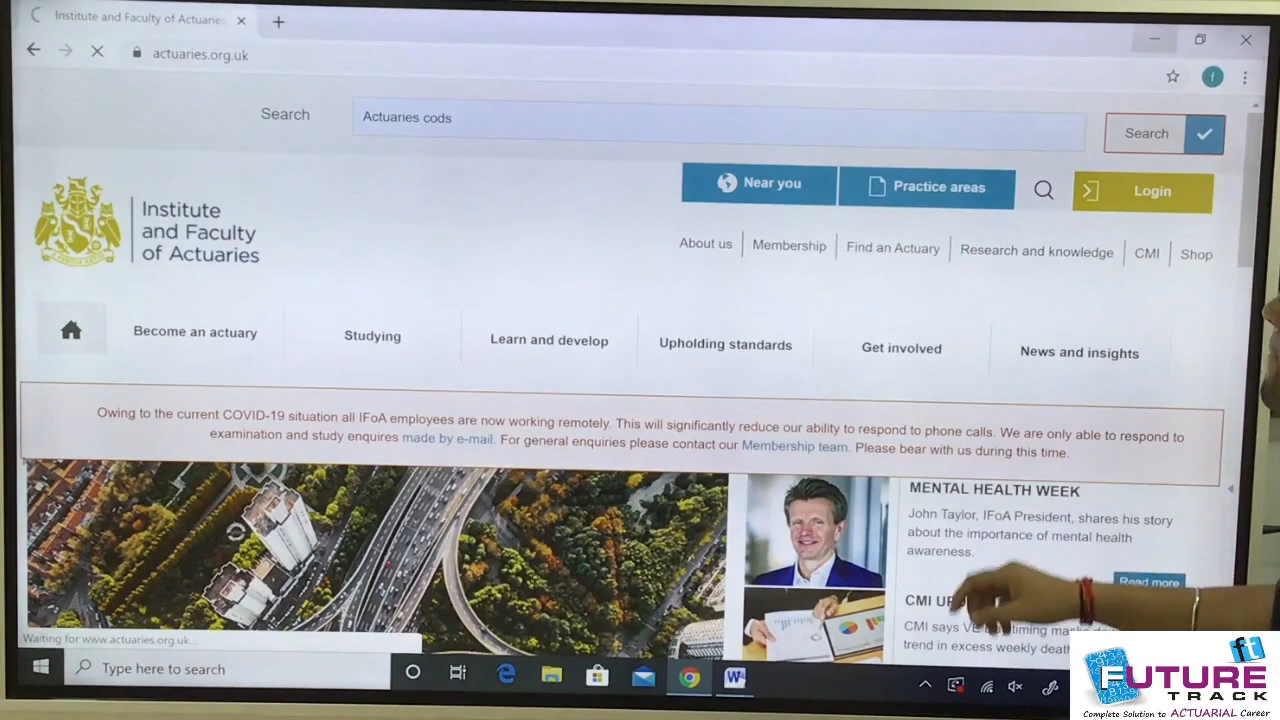 Institute and Faculty of Actuaries
actuaries.org.uk
f
Search
Actuaries cods
Search
Near you
Practice areas
Login
Institute
and Faculty
of Actuaries
About us
Membership
Find an Actuary
Research and knowledge
CMI
Shop
Become an actuary
Studying
Learn and develop
Upholding standards
Get involved
News and insights
Owing to the current COVID-19 situation all IFoA employees are now working remotely. This will significantly reduce our ability to respond to phone calls. We are only able to respond to
examination and study enquires made by e-mail. For general enquiries please contact our Membership team. Please bear with us during this time.
MENTAL HEALTH WEEK
John Taylor, IFoA President, shares his story
about the importance of mental health
awareness.
Read more
CMI
CMI says timing
trend in excess weekly
Waiting for www.actuaries.org.uk...
Type here to search
ft
FUTURE
TRACK
Complete Solution to ACTUARIAL Career